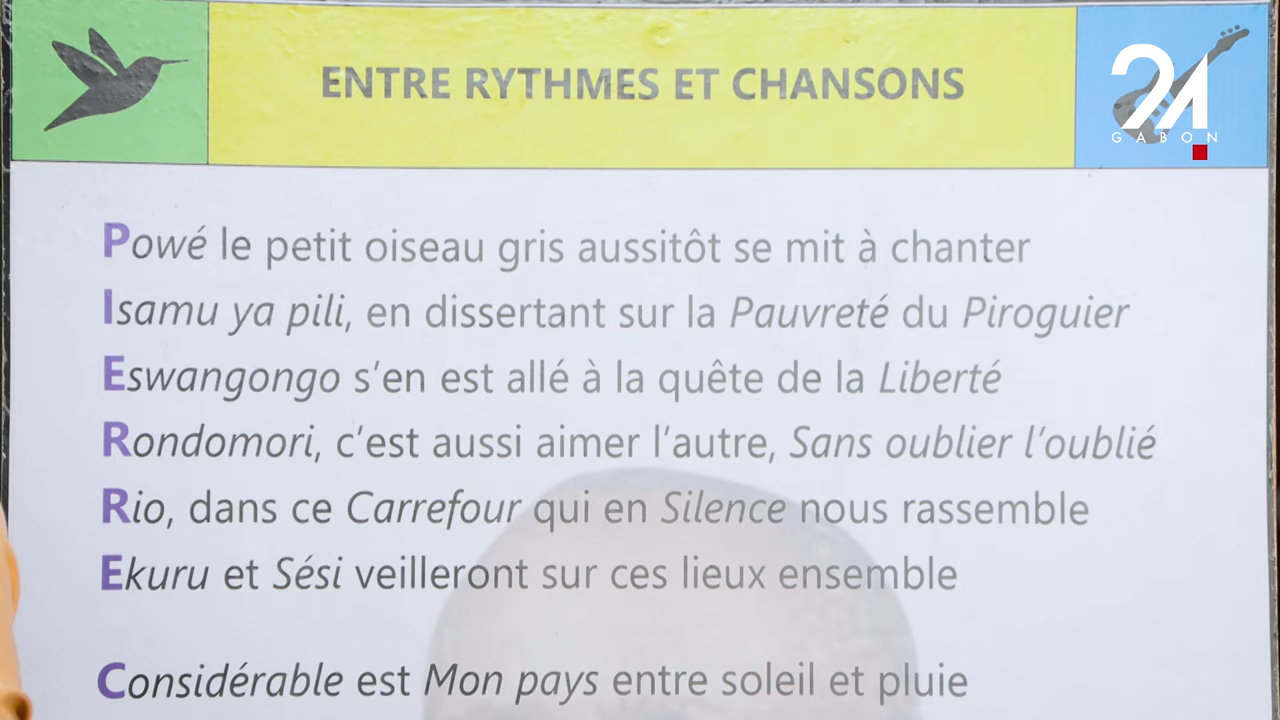 ENTRE RYTHMES ET CHANSONS
24
GABON
Powé le petit oiseau gris aussitôt se mit à chanter
Isamu ya pili, en dissertant sur la Pauvreté du Piroguier
Eswangongo s’en est allé à la quête de la Liberté
Rondomori, c’est aussi aimer l’autre, Sans oublier l’oublié
Rio, dans ce Carrefour qui en Silence nous rassemble
Ekuru et Sési veilleront sur ces lieux ensemble
Considérable est Mon pays entre soleil et pluie